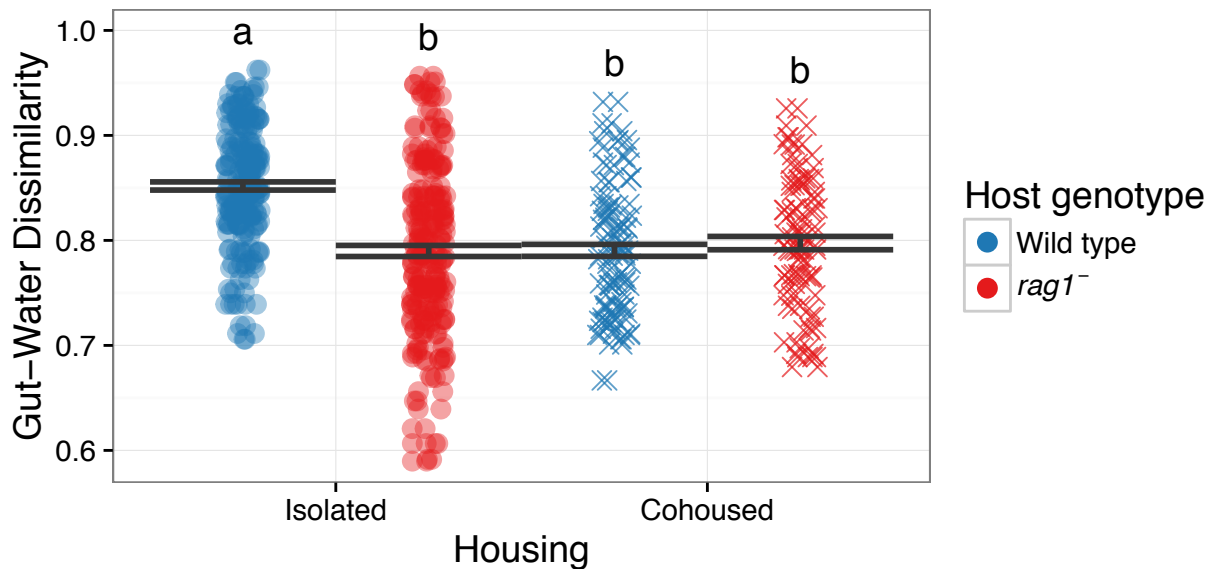 Gut−Water Dissimilarity
1.0
0.9
0.8
0.7
0.6
a
b
b
b
Isolated
Cohoused
Housing
Host genotype
Wild type
rag1⁻